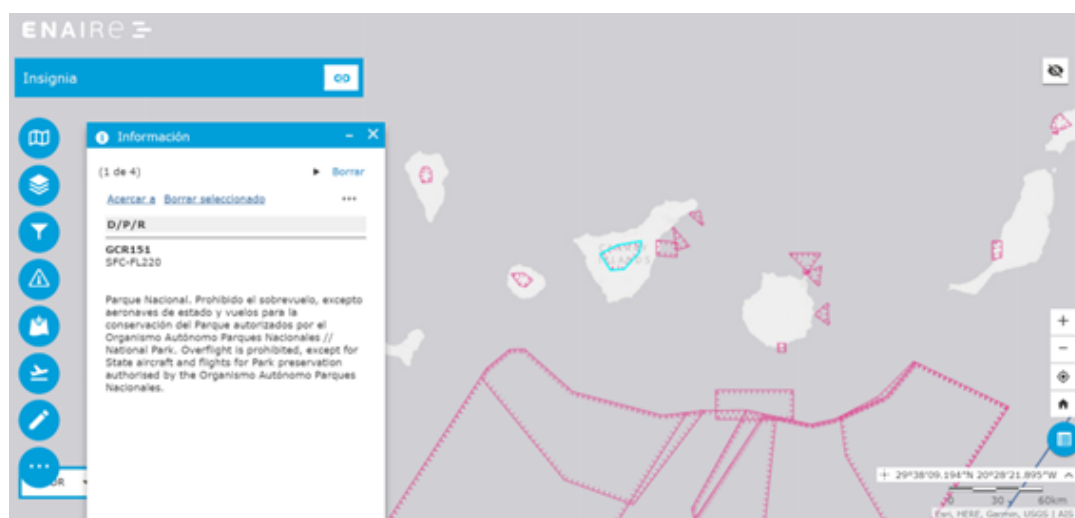 ENAIRe
Insignia
Información
(1 de 4)
Borrar
Acercar a Borrar seleccionado
D/P/R
GCR151
SFC-FL220
Parque Nacional. Prohibido el sobrevuelo, excepto
aeronaves de estado y vuelos para la
conservación del Parque autorizados por el
Organismo Autónomo Parques Nacionales //
National Park. Overflight is prohibited, except for
State aircraft and flights for Park preservation
authorised by the Organismo Autónomo Parques
Nacionales.
CANARY
ISLANDS
29°38'09.194"N 20°28'21.895"W
0 30 60km
Esri, HERE, Garmin, USGS | AIS